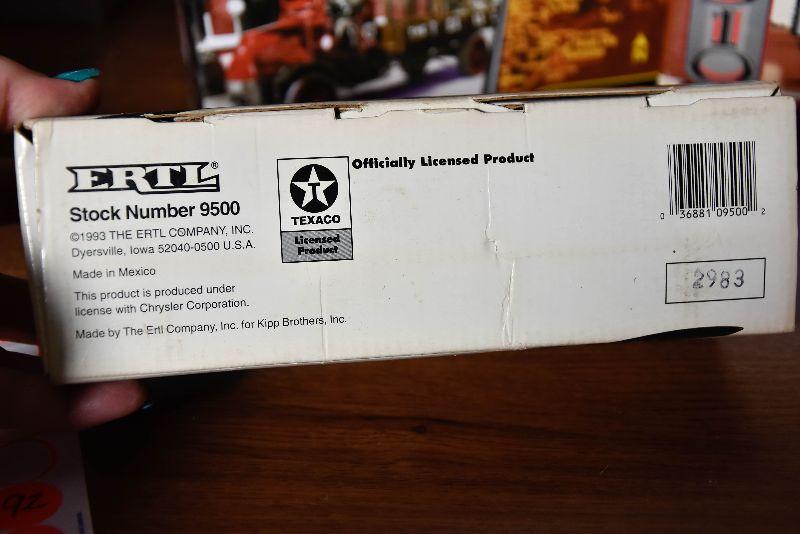 ERTL®
Stock Number 9500
©1993 THE ERTL COMPANY, INC.
Dyersville, Iowa 52040-0500 U.S.A.
Made in Mexico
This product is produced under
license with Chrysler Corporation.
Made by The Ertl Company, Inc. for Kipp Brothers, Inc.
T
TEXACO
Licensed
Product
Officially Licensed Product
0 36881 09500 2
2983
92